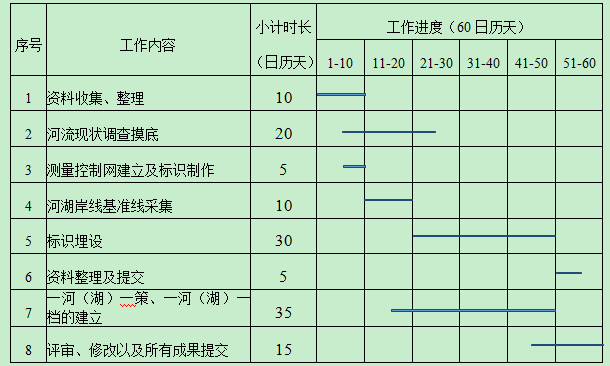 序号 工作内容 小计时长（日历天） 工作进度（60日历天）
1-10 11-20 21-30 31-40 41-50 51-60
1 资料收集、整理 10
2 河流现状调查摸底 20
3 测量控制网建立及标识制作 5
4 河湖岸线基准线采集 10
5 标识埋设 30
6 资料整理及提交 5
7 一河（湖）一策、一河（湖）一
档的建立 35
8 评审、修改以及所有成果提交 15